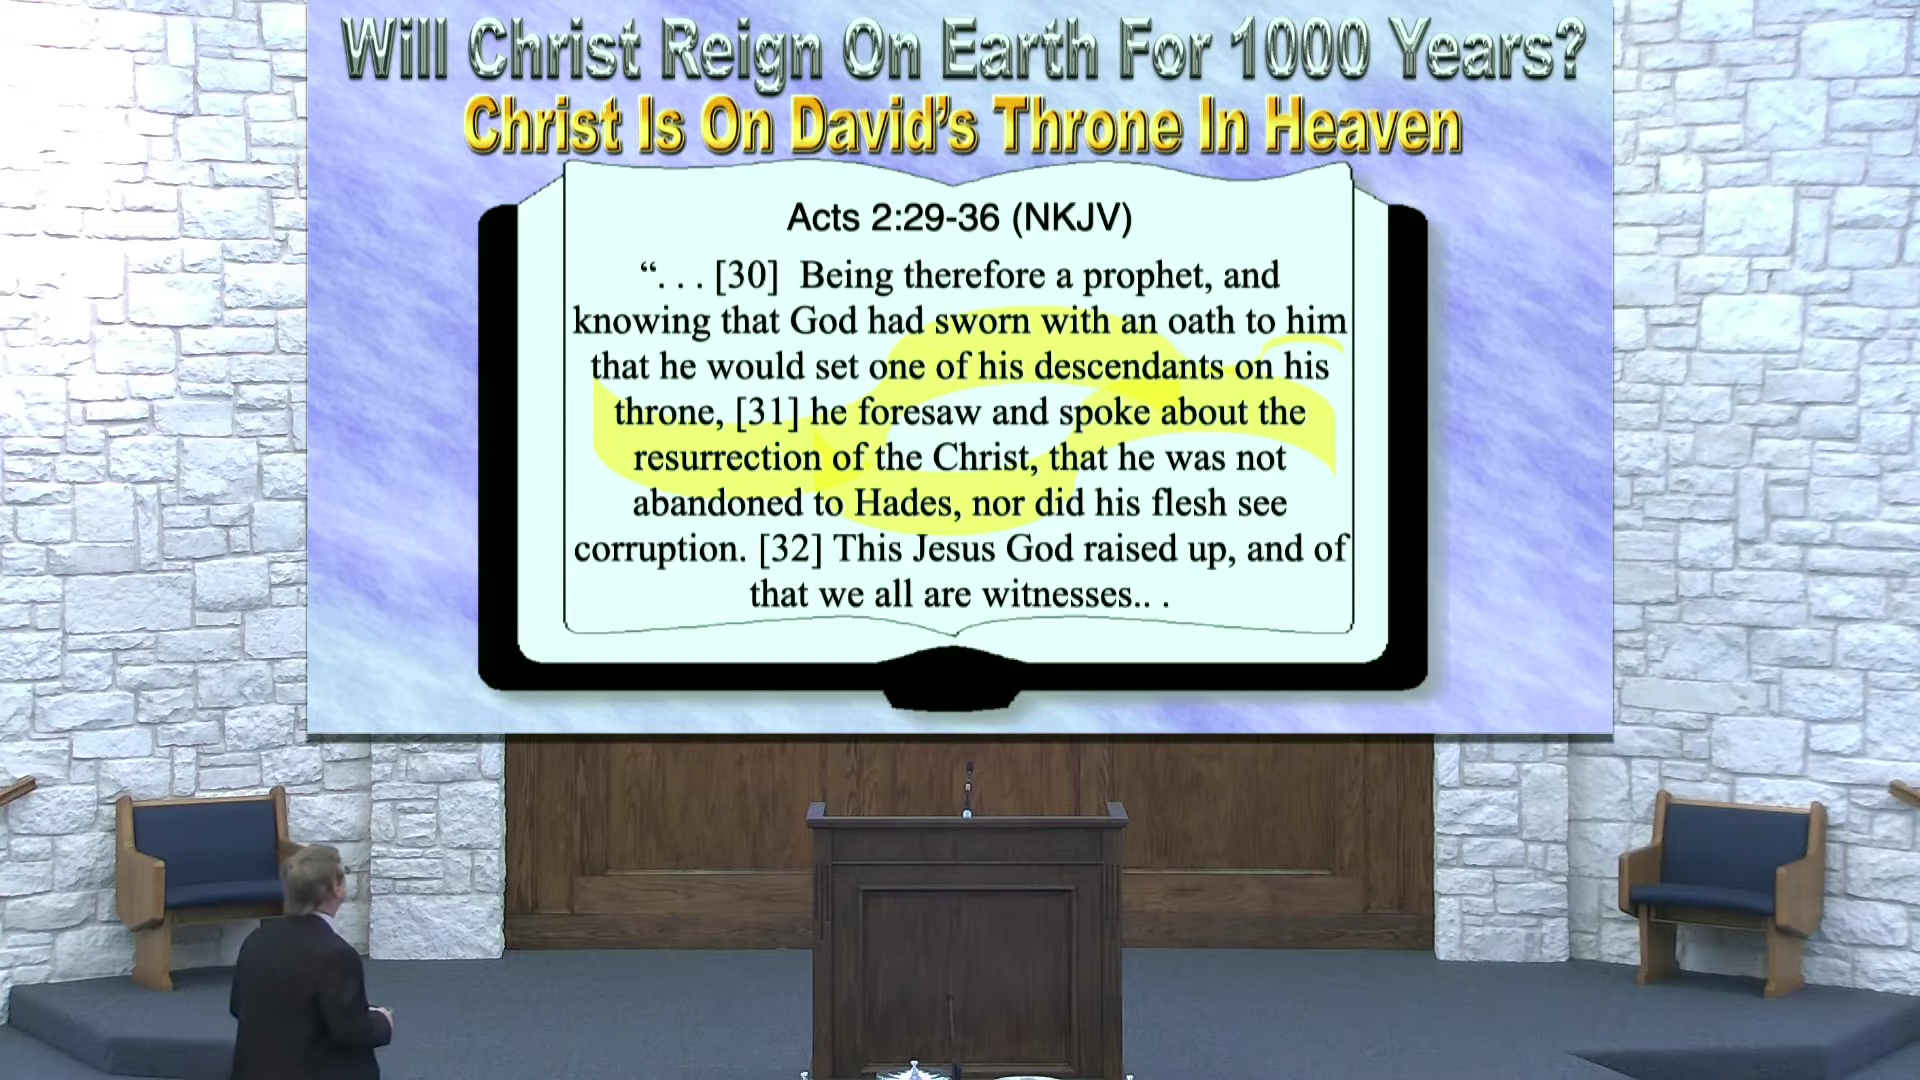 Will Christ Reign On Earth For 1000 Years?
Christ Is On David’s Throne In Heaven
Acts 2:29-36 (NKJV)
“. . . [30]  Being therefore a prophet, and
knowing that God had sworn with an oath to him
that he would set one of his descendants on his
throne, [31] he foresaw and spoke about the
resurrection of the Christ, that he was not
abandoned to Hades, nor did his flesh see
corruption. [32] This Jesus God raised up, and of
that we all are witnesses.. .